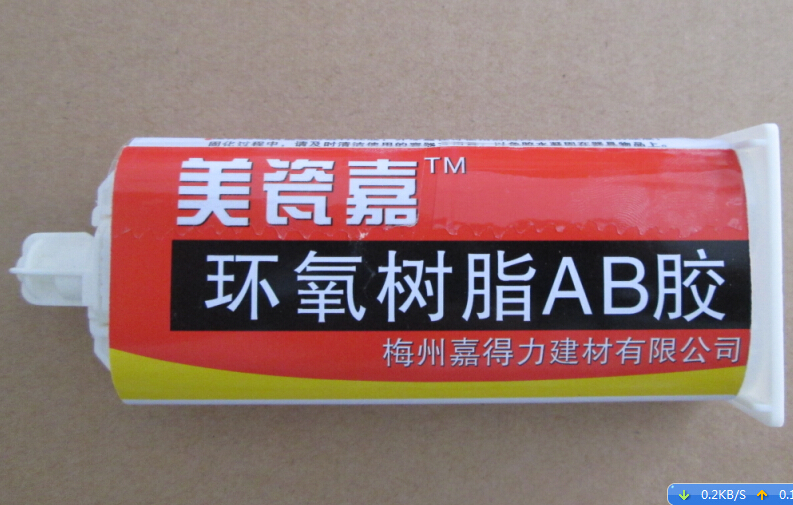 美瓷嘉™
环氧树脂AB胶
梅州嘉得力建材有限公司
0.2KB/S